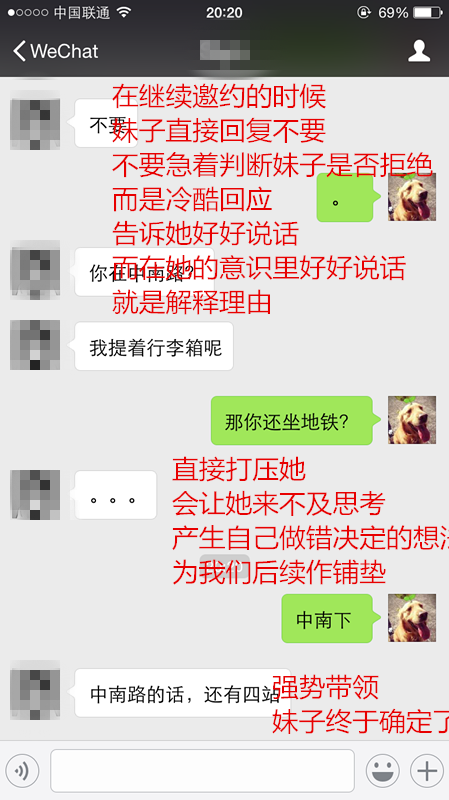 中国联通 20:20 69%
WeChat
在继续邀约的时候
不要
妹子直接回复不要
不要急着判断妹子是否拒绝
而是冷酷回应
。
告诉她好好说话
你在中南路？
而在她的意识里好好说话
就是解释理由
我提着行李箱呢
那你还坐地铁？
直接打压她
。。。
会让她来不及思考
产生自己做错决定的想法
为我们后续作铺垫
中南下
强势带领
中南路的话，还有四站
妹子终于确定了